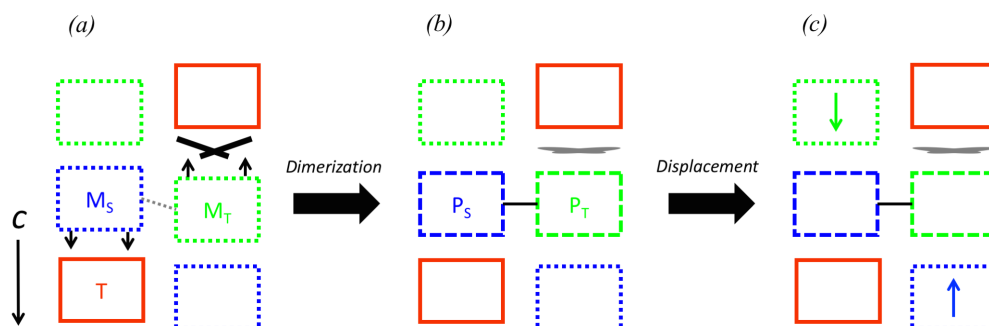 (a)
(b)
(c)
Dimerization
Displacement
M_S
M_T
P_S
P_T
C
T